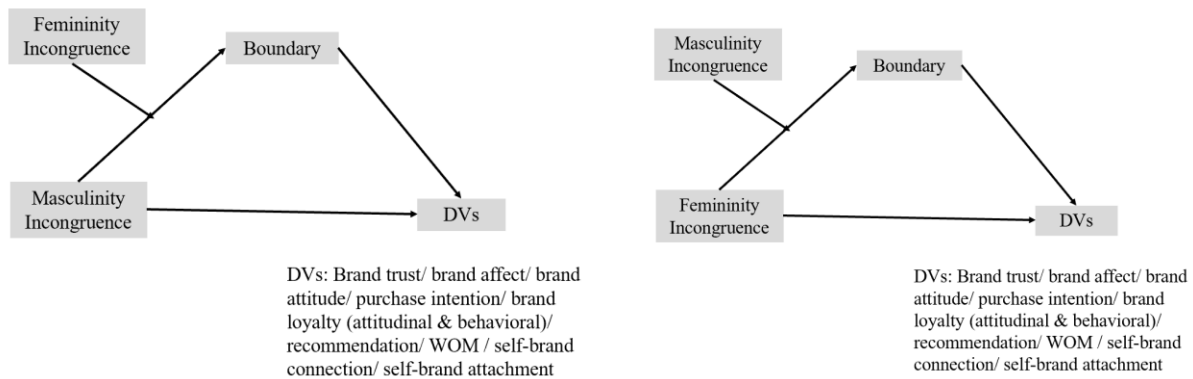 Femininity
Incongruence
Boundary
Masculinity
Incongruence
DVs
DVs: Brand trust/ brand affect/ brand
attitude/ purchase intention/ brand
loyalty (attitudinal & behavioral)/
recommendation/ WOM / self-brand
connection/ self-brand attachment
Masculinity
Incongruence
Boundary
Femininity
Incongruence
DVs
DVs: Brand trust/ brand affect/ brand
attitude/ purchase intention/ brand
loyalty (attitudinal & behavioral)/
recommendation/ WOM / self-brand
connection/ self-brand attachment